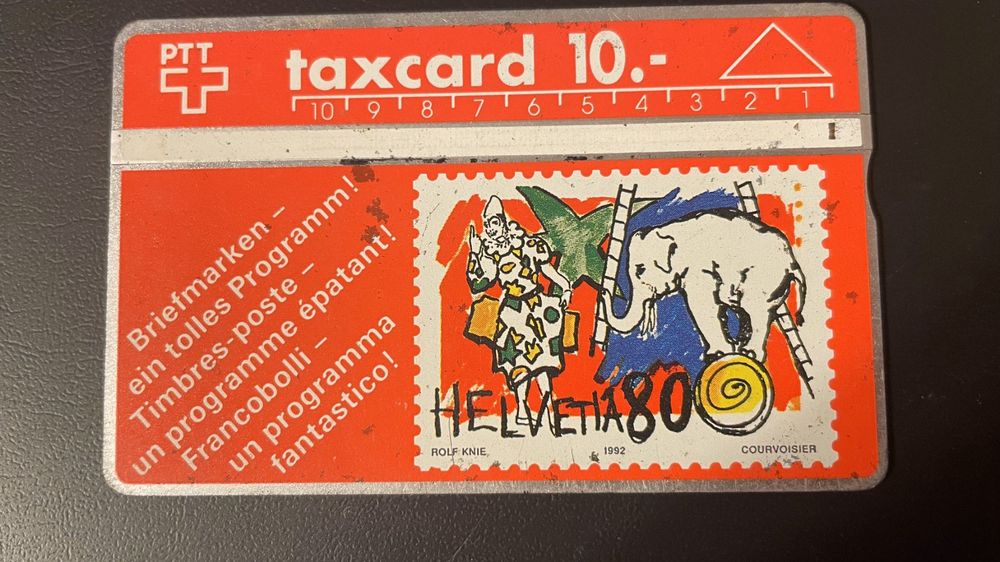 PTT
taxcard 10.-
10 9 8 7 6 5 4 3 2 1
Briefmarken –
ein tolles Programm!
Timbres-poste –
un programme épatant!
Francobolli –
un programma
fantastico!
HELVETIA 80
ROLF KNIE, 1992 COURVOISIER